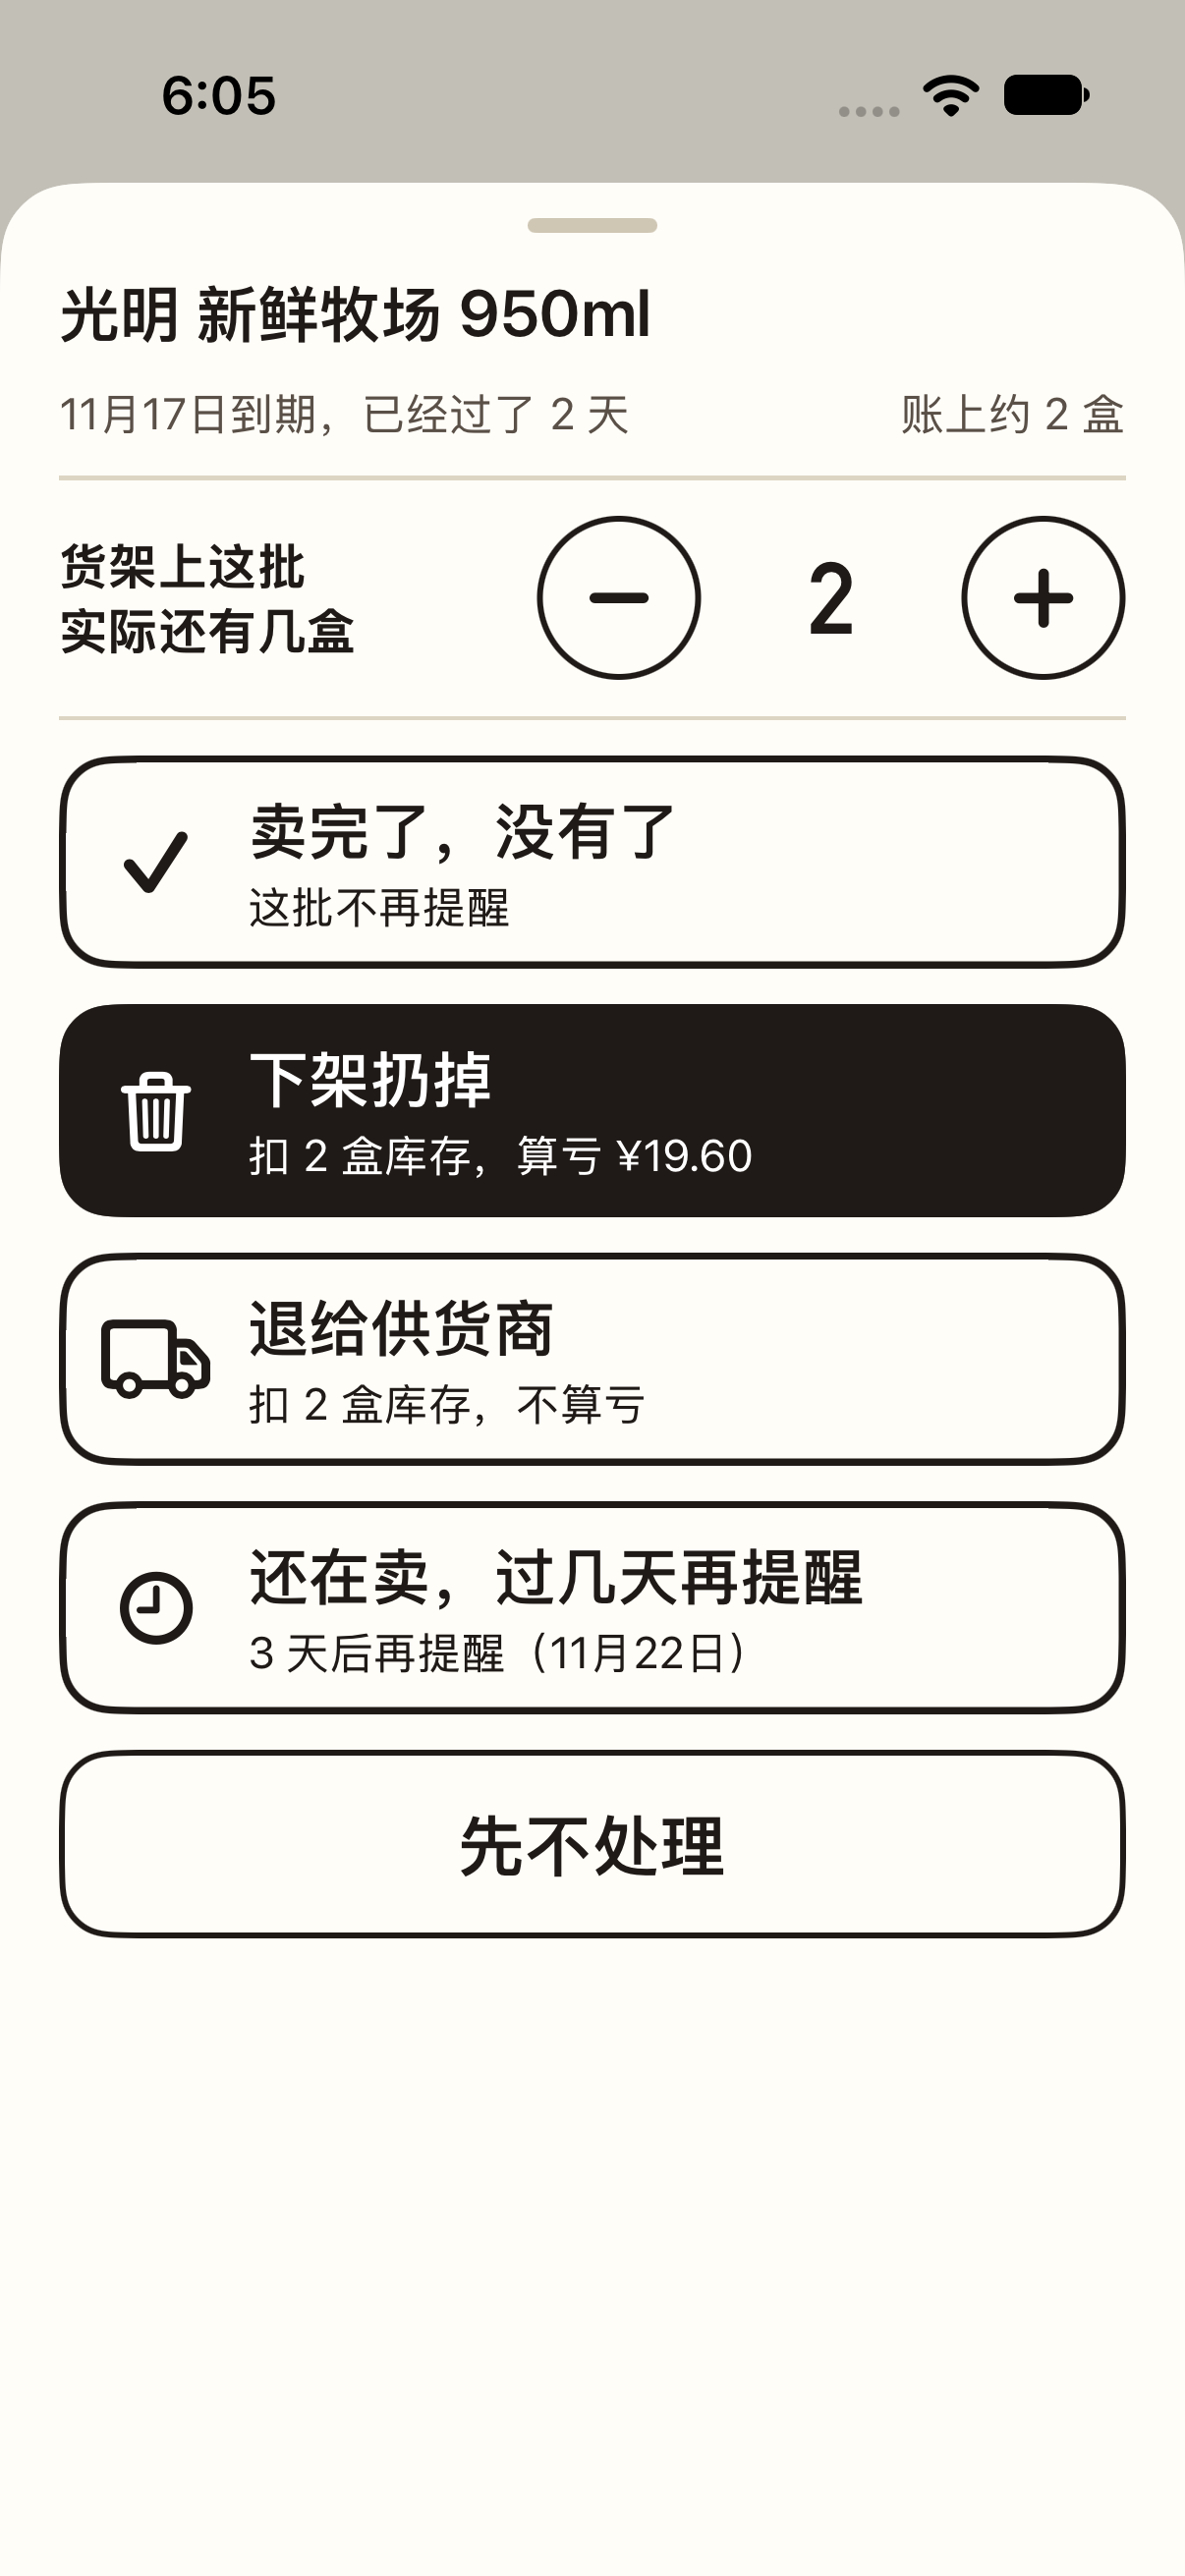 6:05
光明 新鲜牧场 950ml
11月17日到期，已经过了 2 天
账上约 2 盒
货架上这批
实际还有几盒
2
卖完了，没有了
这批不再提醒
下架扔掉
扣 2 盒库存，算亏 ¥19.60
退给供货商
扣 2 盒库存，不算亏
还在卖，过几天再提醒
3 天后再提醒（11月22日）
先不处理